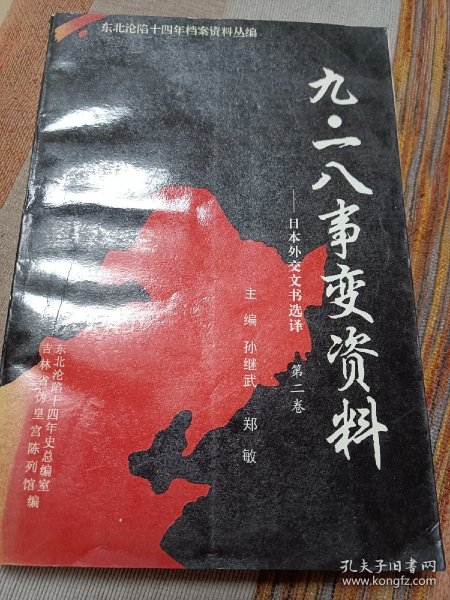 东北沦陷十四年档案资料丛编
九·一八事变资料
——日本外交文书选译
第二卷
主编 孙继武 郑敏
东北沦陷十四年史总编室
吉林省伪皇宫陈列馆编
孔夫子旧书网
www.kongfz.com